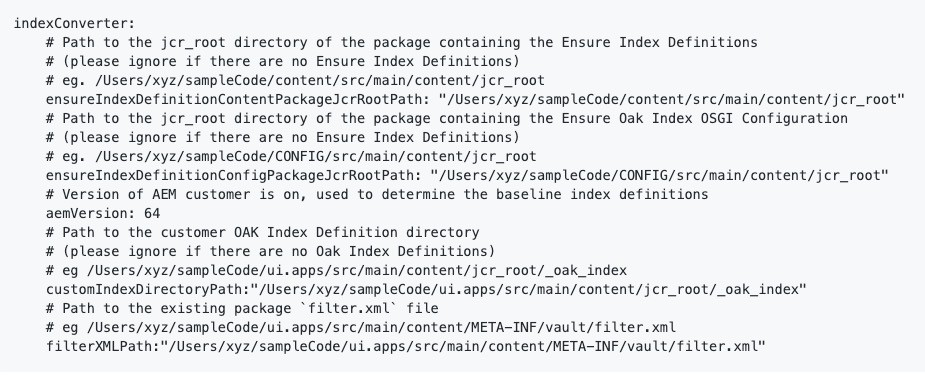 indexConverter:
    # Path to the jcr_root directory of the package containing the Ensure Index Definitions
    # (please ignore if there are no Ensure Index Definitions)
    # eg. /Users/xyz/sampleCode/content/src/main/content/jcr_root
    ensureIndexDefinitionContentPackageJcrRootPath: "/Users/xyz/sampleCode/content/src/main/content/jcr_root"
    # Path to the jcr_root directory of the package containing the Ensure Oak Index OSGI Configuration
    # (please ignore if there are no Ensure Index Definitions)
    # eg. /Users/xyz/sampleCode/CONFIG/src/main/content/jcr_root
    ensureIndexDefinitionConfigPackageJcrRootPath: "/Users/xyz/sampleCode/CONFIG/src/main/content/jcr_root"
    # Version of AEM customer is on, used to determine the baseline index definitions
    aemVersion: 64
    # Path to the customer OAK Index Definition directory
    # (please ignore if there are no Oak Index Definitions)
    # eg /Users/xyz/sampleCode/ui.apps/src/main/content/jcr_root/_oak_index
    customIndexDirectoryPath:"/Users/xyz/sampleCode/ui.apps/src/main/content/jcr_root/_oak_index"
    # Path to the existing package `filter.xml` file
    # eg /Users/xyz/sampleCode/ui.apps/src/main/content/META-INF/vault/filter.xml
    filterXMLPath:"/Users/xyz/sampleCode/ui.apps/src/main/content/META-INF/vault/filter.xml"